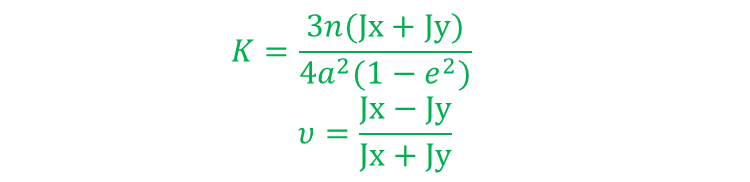 K = 3n(Jx + Jy) / 4a²(1 − e²)
υ = Jx − Jy / Jx + Jy